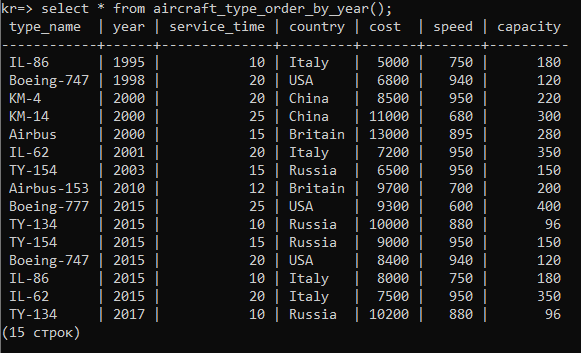 kr=> select * from aircraft_type_order_by_year();
 type_name  | year | service_time | country | cost  | speed | capacity
------------+------+--------------+---------+-------+-------+----------
 IL-86      | 1995 |           10 | Italy   |  5000 |   750 |      180
 Boeing-747 | 1998 |           20 | USA     |  6800 |   940 |      120
 KM-4       | 2000 |           20 | China   |  8500 |   950 |      220
 KM-14      | 2000 |           25 | China   | 11000 |   680 |      300
 Airbus     | 2000 |           15 | Britain | 13000 |   895 |      280
 IL-62      | 2001 |           20 | Italy   |  7200 |   950 |      350
 TY-154     | 2003 |           15 | Russia  |  6500 |   950 |      150
 Airbus-153 | 2010 |           12 | Britain |  9700 |   700 |      200
 Boeing-777 | 2015 |           25 | USA     |  9300 |   600 |      400
 TY-134     | 2015 |           10 | Russia  | 10000 |   880 |       96
 TY-154     | 2015 |           15 | Russia  |  9000 |   950 |      150
 Boeing-747 | 2015 |           20 | USA     |  8400 |   940 |      120
 IL-86      | 2015 |           10 | Italy   |  8000 |   750 |      180
 IL-62      | 2015 |           20 | Italy   |  7500 |   950 |      350
 TY-134     | 2017 |           10 | Russia  | 10200 |   880 |       96
(15 строк)